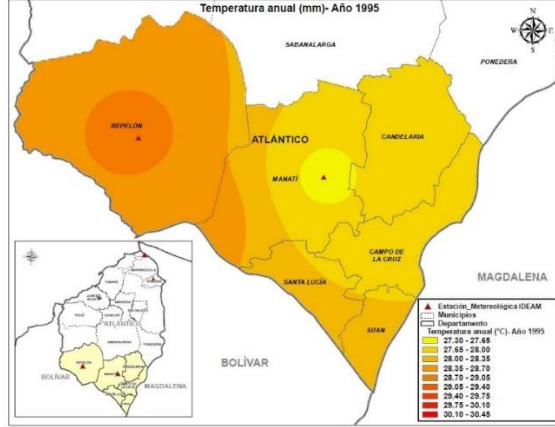 Temperatura anual (mm)- Año 1995
N
W
E
S
SABANALARGA
PONEDERA
REPELÓN
ATLÁNTICO
CANDELARIA
MANATÍ
CAMPO DE
LA CRUZ
SANTA LUCÍA
SUAN
MAGDALENA
BOLÍVAR
ATLÁNTICO
SABANALARGA
PONEDERA
REPELÓN
BOLÍVAR
MAGDALENA
Estación_Metereológica IDEAM
Municipios
Departamento
Temperatura anual (°C)- Año 1995
27.30 - 27.65
27.65 - 28.00
28.00 - 28.35
28.35 - 28.70
28.70 - 29.05
29.05 - 29.40
29.40 - 29.75
29.75 - 30.10
30.10 - 30.45